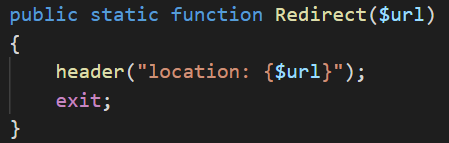 public static function Redirect($url)
{
    header("location: {$url}");
    exit;
}